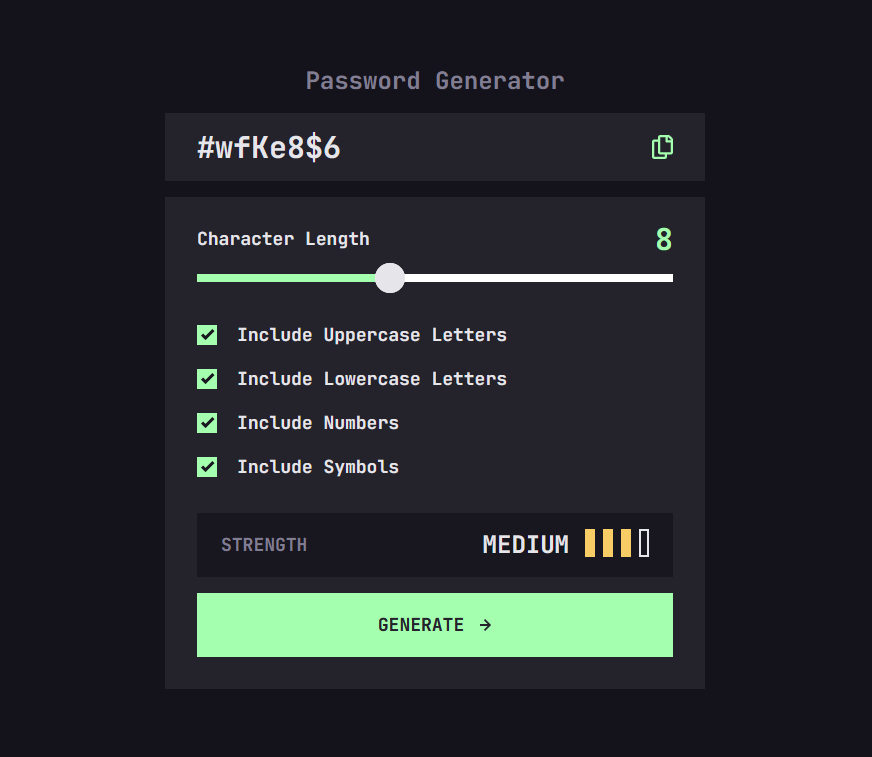 Password Generator
#wfKe8$6
Character Length 8
Include Uppercase Letters
Include Lowercase Letters
Include Numbers
Include Symbols
STRENGTH MEDIUM
GENERATE →